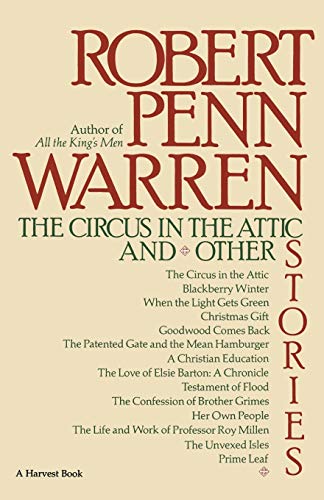 ROBERT
Author of
All the King's Men
PENN
WARREN
THE CIRCUS IN THE ATTIC
AND OTHER
STORIES
The Circus in the Attic
Blackberry Winter
When the Light Gets Green
Christmas Gift
Goodwood Comes Back
The Patented Gate and the Mean Hamburger
A Christian Education
The Love of Elsie Barton: A Chronicle
Testament of Flood
The Confession of Brother Grimes
Her Own People
The Life and Work of Professor Roy Millen
The Unvexed Isles
Prime Leaf
A Harvest Book